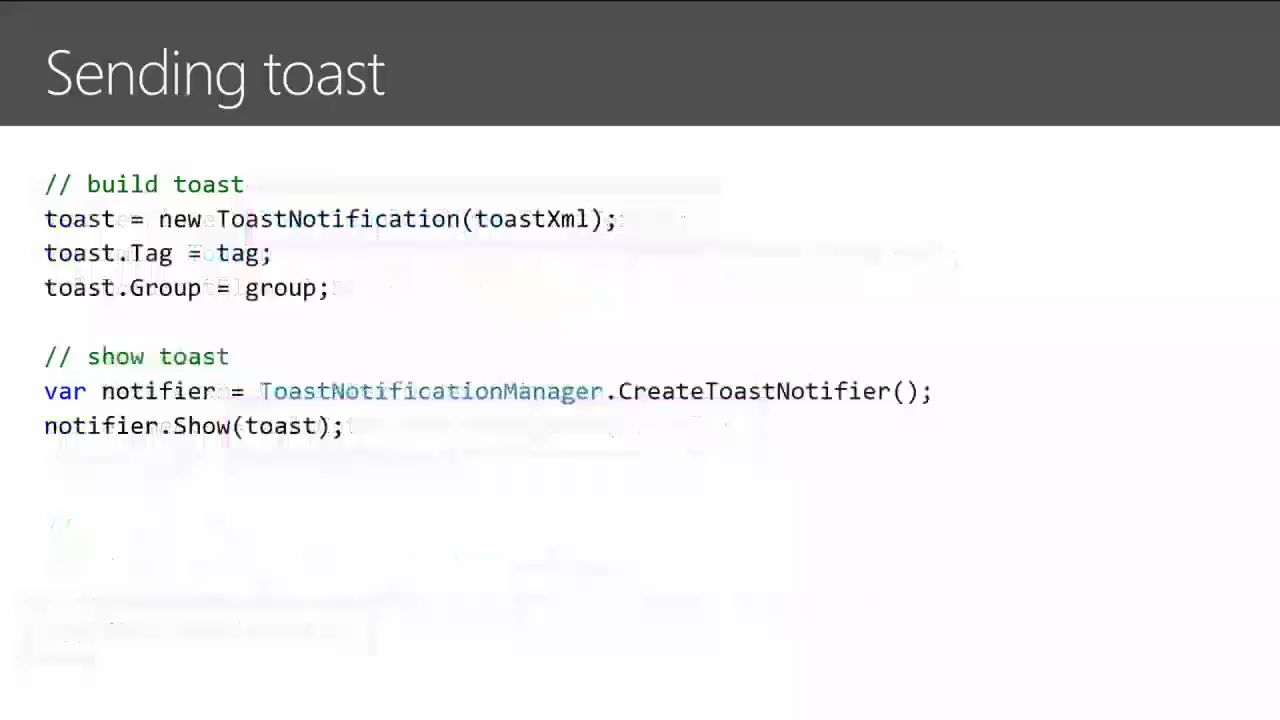 Sending toast
// build toast
toast = new ToastNotification(toastXml);
toast.Tag = tag;
toast.Group = group;
// show toast
var notifier = ToastNotificationManager.CreateToastNotifier();
notifier.Show(toast);
//